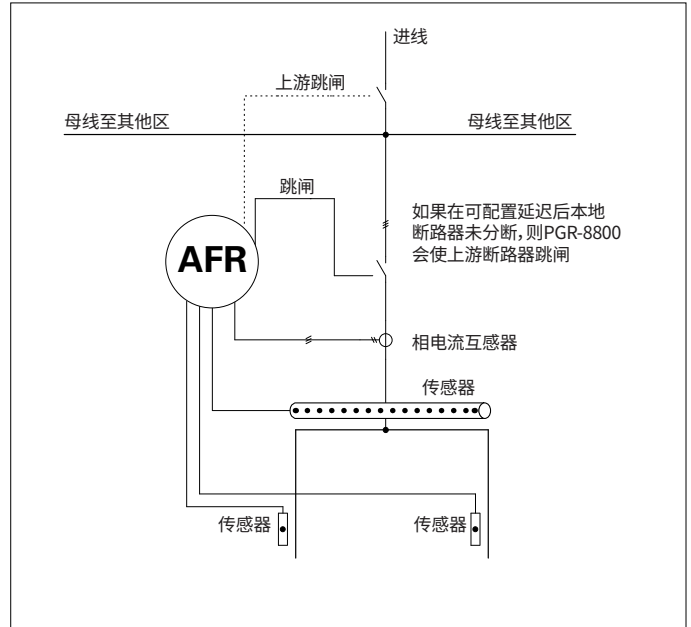 进线
上游跳闸
母线至其他区
母线至其他区
跳闸
如果在可配置延迟后本地
断路器未分断，则PGR-8800
会使上游断路器跳闸
AFR
相电流互感器
传感器
传感器
传感器